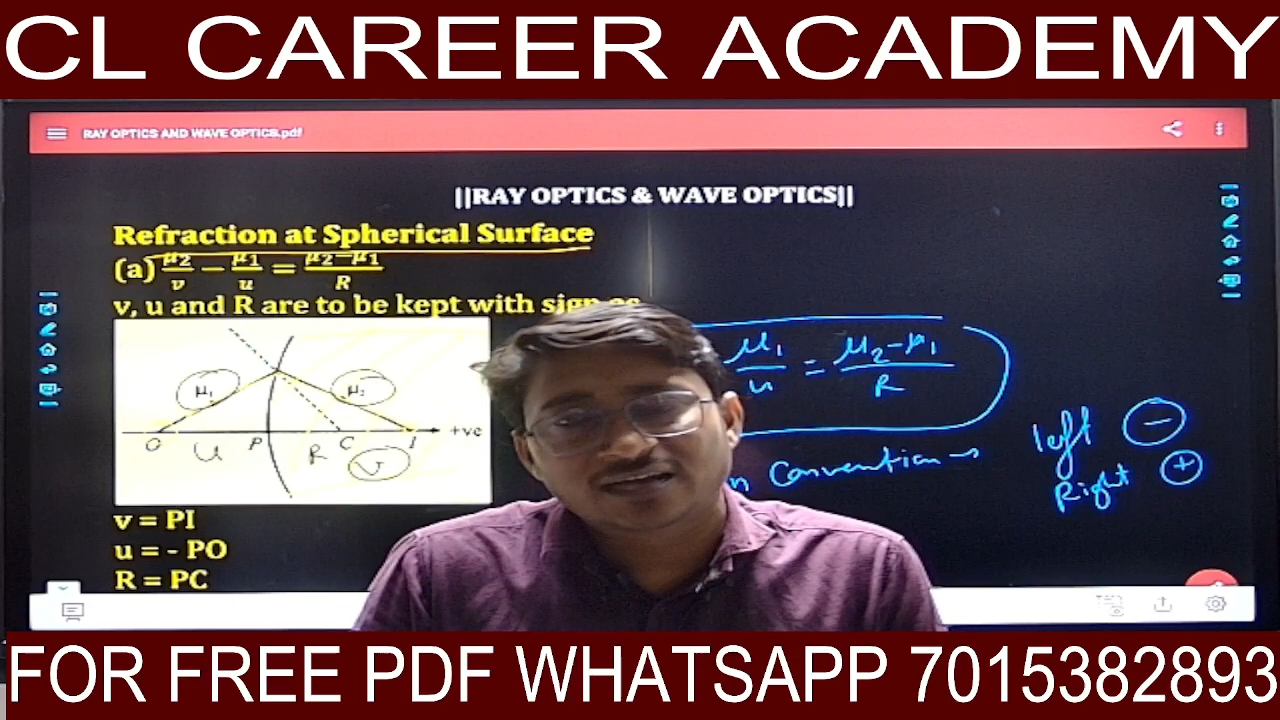 CL CAREER ACADEMY
RAY OPTICS AND WAVE OPTICS.pdf
||RAY OPTICS & WAVE OPTICS||
Refraction at Spherical Surface
(a) μ2/v − μ1/u = μ2−μ1/R
v, u and R are to be kept with sign as
μ1/u = μ2−μ1/R
μ1 μ2
O U P R C I +ve
V
Convention → left −
Right +
v = PI
u = - PO
R = PC
FOR FREE PDF WHATSAPP 7015382893